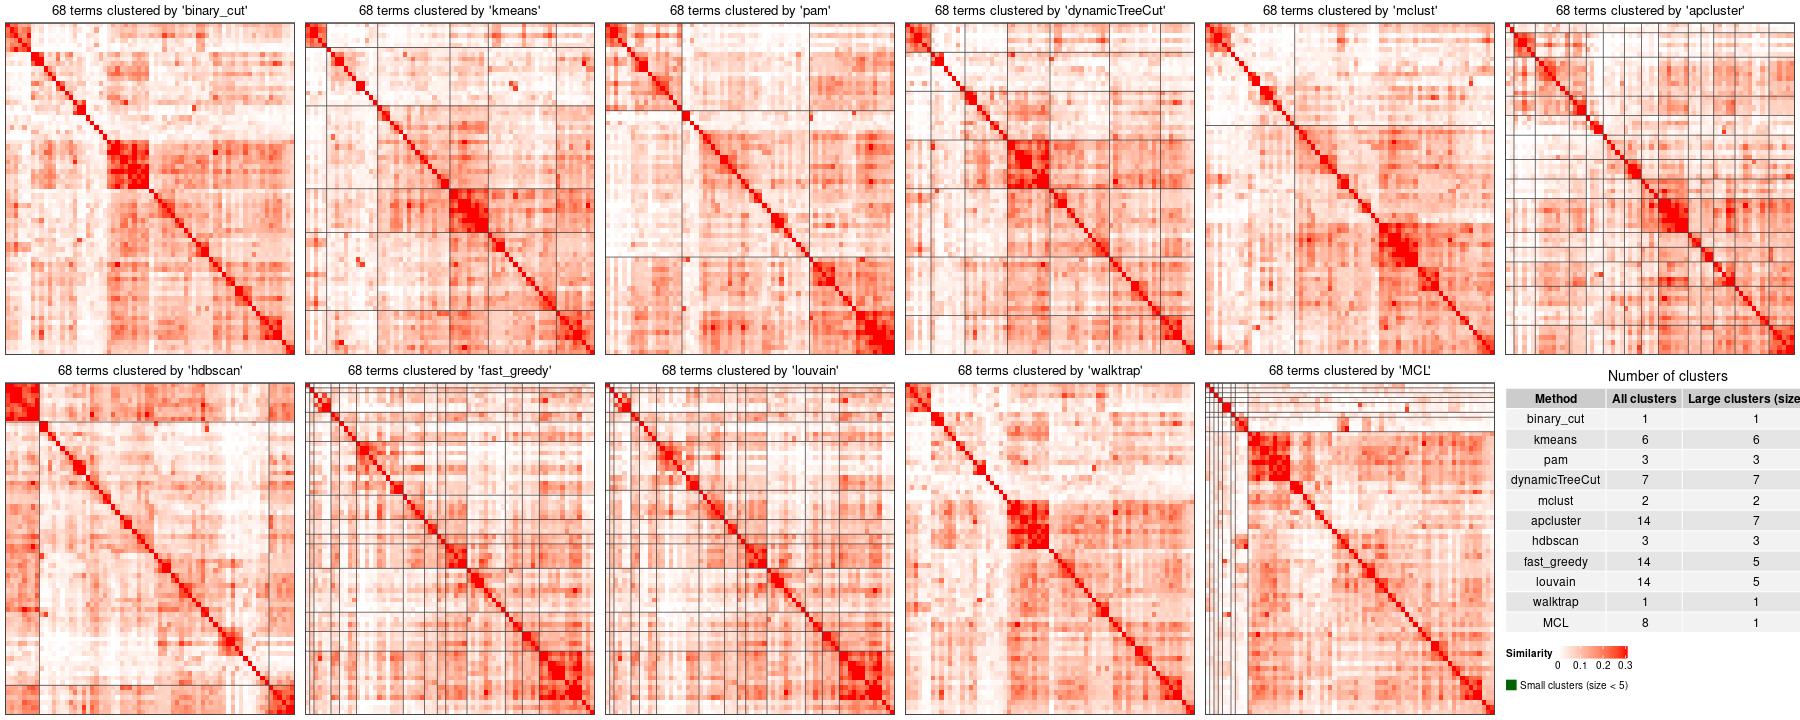 68 terms clustered by 'binary_cut'
68 terms clustered by 'kmeans'
68 terms clustered by 'pam'
68 terms clustered by 'dynamicTreeCut'
68 terms clustered by 'mclust'
68 terms clustered by 'apcluster'
68 terms clustered by 'hdbscan'
68 terms clustered by 'fast_greedy'
68 terms clustered by 'louvain'
68 terms clustered by 'walktrap'
68 terms clustered by 'MCL'
Number of clusters
Method All clusters Large clusters (size
binary_cut 1 1
kmeans 6 6
pam 3 3
dynamicTreeCut 7 7
mclust 2 2
apcluster 14 7
hdbscan 3 3
fast_greedy 14 5
louvain 14 5
walktrap 1 1
MCL 8 1
Similarity
0 0.1 0.2 0.3
Small clusters (size < 5)